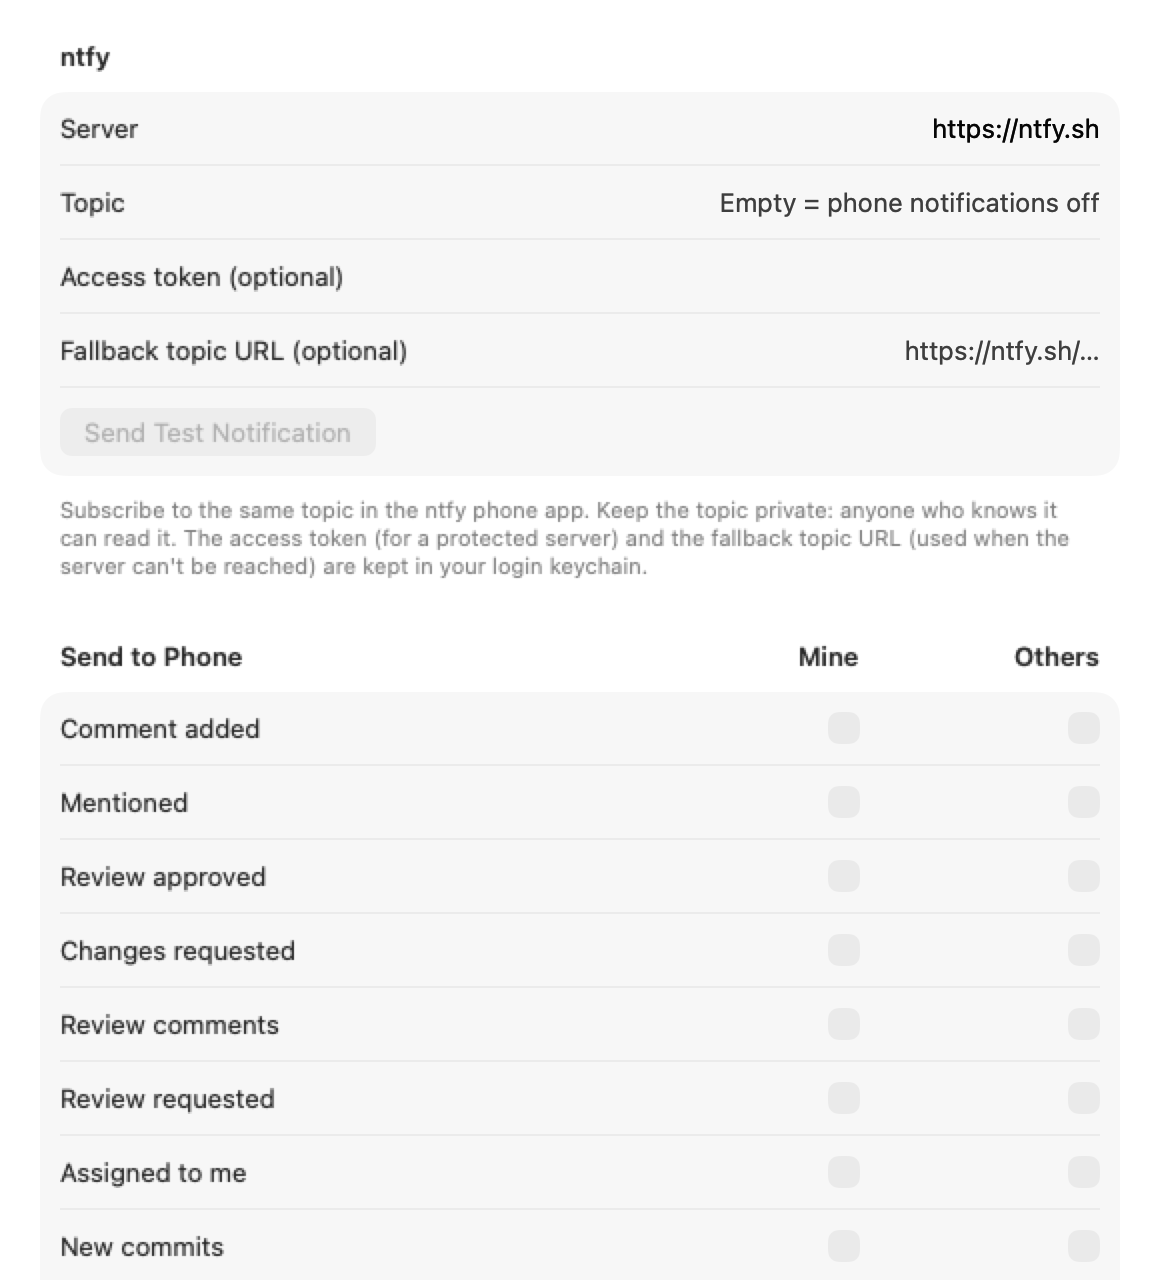 ntfy
Server https://ntfy.sh
Topic Empty = phone notifications off
Access token (optional)
Fallback topic URL (optional) https://ntfy.sh/...
Send Test Notification
Subscribe to the same topic in the ntfy phone app. Keep the topic private: anyone who knows it
can read it. The access token (for a protected server) and the fallback topic URL (used when the
server can't be reached) are kept in your login keychain.
Send to Phone Mine Others
Comment added
Mentioned
Review approved
Changes requested
Review comments
Review requested
Assigned to me
New commits